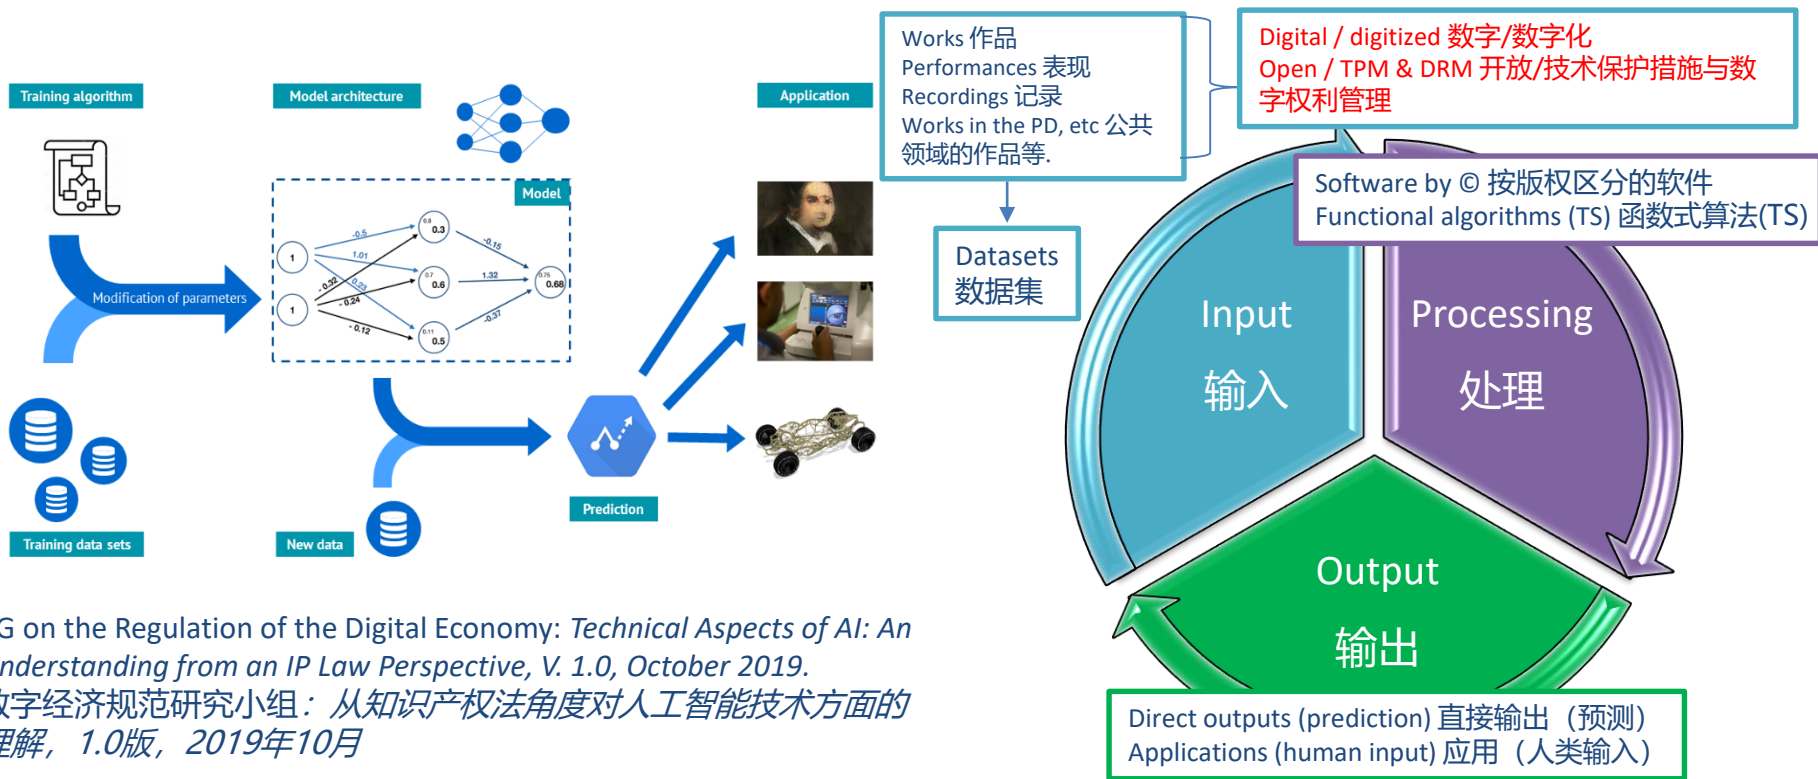 Training algorithm
Model architecture
Application
Model
1
1
-0.5
1.01
- 0.32
0.23
- 0.24
- 0.12
0.8
0.3
0.7
0.6
0.11
0.5
-0.15
1.32
-0.37
0.75
0.68
Modification of parameters
Training data sets
New data
Prediction
G on the Regulation of the Digital Economy: Technical Aspects of AI: An
nderstanding from an IP Law Perspective, V. 1.0, October 2019.
数字经济规范研究小组：从知识产权法角度对人工智能技术方面的
理解，1.0版，2019年10月
Works 作品
Performances 表现
Recordings 记录
Works in the PD, etc 公共
领域的作品等.
Datasets
数据集
Digital / digitized 数字/数字化
Open / TPM & DRM 开放/技术保护措施与数
字权利管理
Software by © 按版权区分的软件
Functional algorithms (TS) 函数式算法(TS)
Input
输入
Processing
处理
Output
输出
Direct outputs (prediction) 直接输出（预测）
Applications (human input) 应用（人类输入）